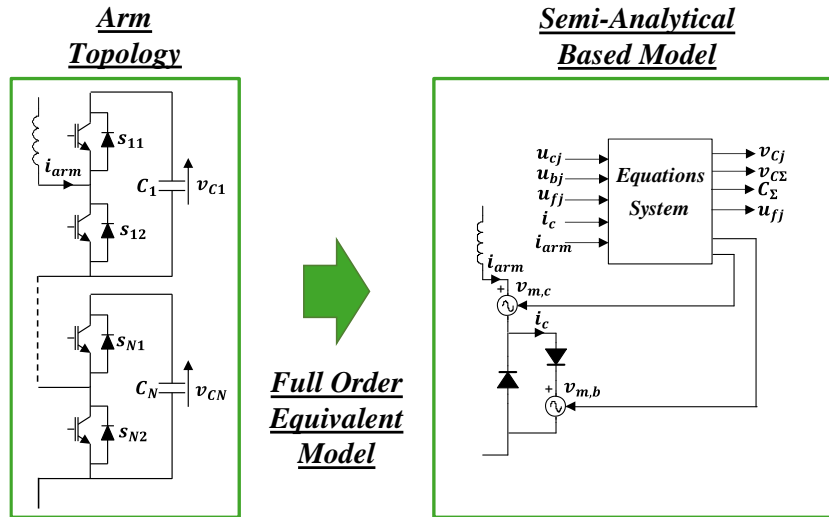 Arm
Topology
Semi-Analytical
Based Model
s11
iarm
C1
vC1
s12
sN1
CN
vCN
sN2
Full Order
Equivalent
Model
ucj
ubj
ufj
ic
iarm
Equations
System
vCj
vCΣ
CΣ
ufj
iarm
+
vm,c
ic
+
vm,b